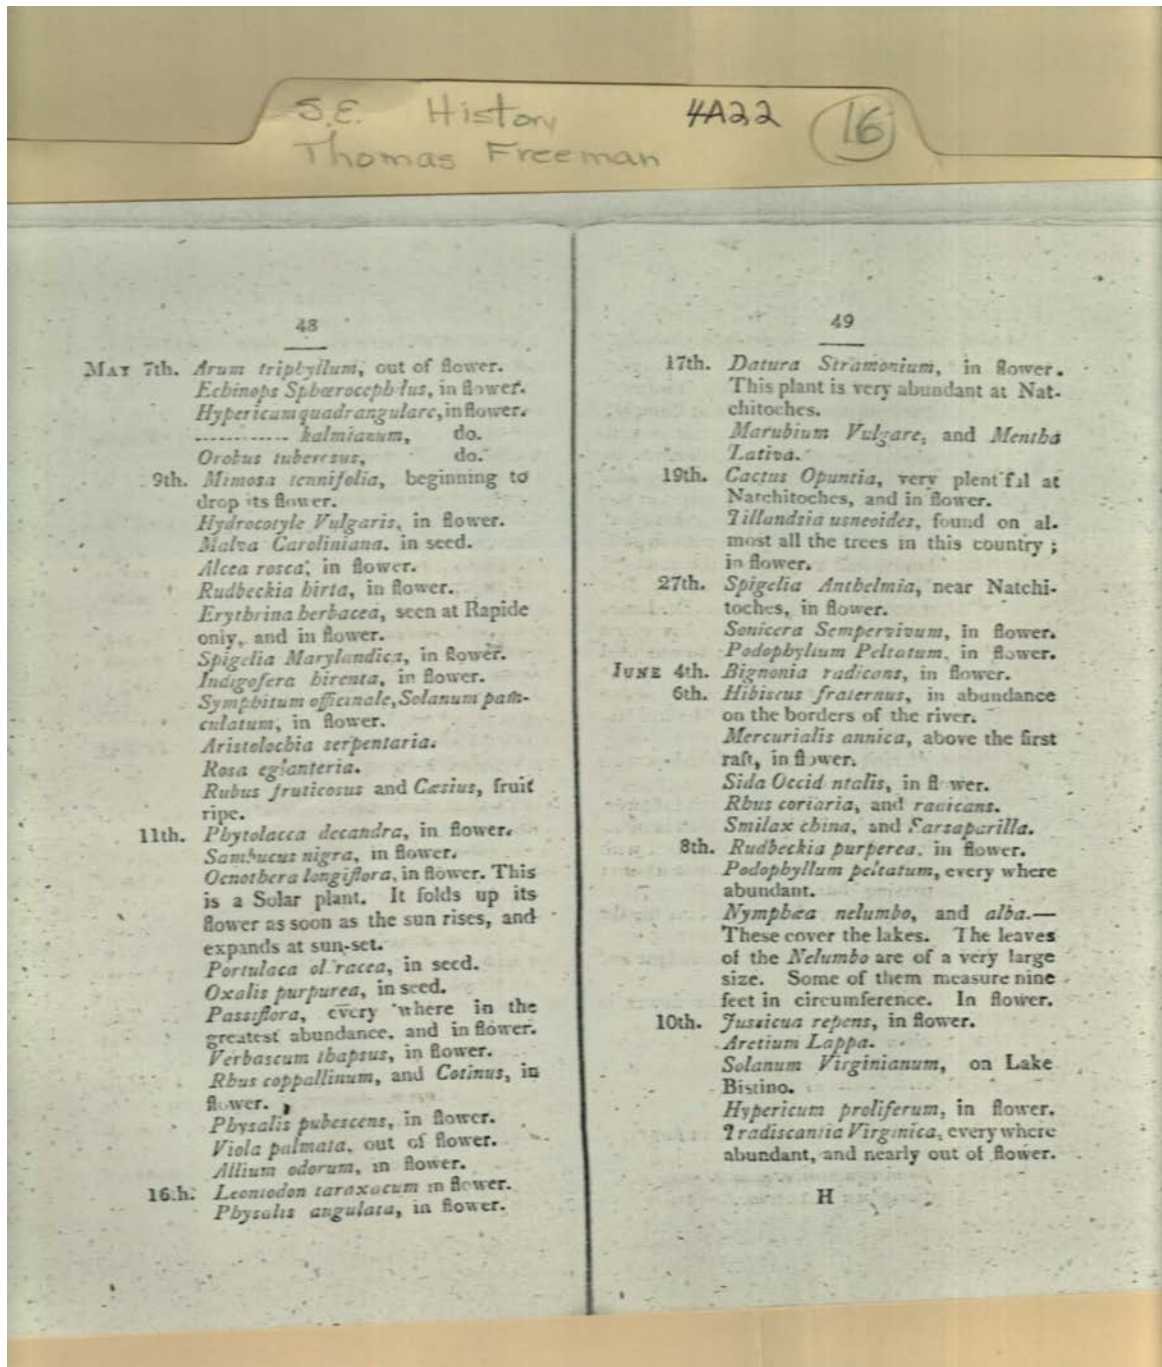 S.E. History 4A22 16
Thomas Freeman
48
MAY 7th. Arum triphyllum, out of flower.
Echinops Sphærocephlus, in flower.
Hypericum quadrangulare, in flower.
------------ kalmianum, do.
Orobus tuberosus, do.
9th. Mimosa tennifolia, beginning to
drop its flower.
Hydrocotyle Vulgaris, in flower.
Malva Caroliniana, in seed.
Alcea rosea, in flower.
Rudbeckia hirta, in flower.
Erythrina herbacea, seen at Rapide
only, and in flower.
Spigelia Marylandica, in flower.
Indigofera hirenta, in flower.
Symphitum officinale, Solanum pam-
culatum, in flower.
Aristolochia serpentaria.
Rosa eglanteria.
Rubus fruticosus and Cæsius, fruit
ripe.
11th. Phytolacca decandra, in flower.
Sambucus nigra, in flower.
Oenothera longiflora, in flower. This
is a Solar plant. It folds up its
flower as soon as the sun rises, and
expands at sun-set.
Portulaca ol racea, in seed.
Oxalis purpurea, in seed.
Passiflora, every where in the
greatest abundance, and in flower.
Verbascum thapsus, in flower.
Rhus coppallinum, and Cotinus, in
flower.
Physalis pubescens, in flower.
Viola palmata, out of flower.
Allium odorum, in flower.
16.h. Leontodon taraxacum in flower.
Physalis angulata, in flower.
49
17th. Datura Stramonium, in flower.
This plant is very abundant at Nat-
chitoches.
Marubium Vulgare, and Mentha
Lativa.
19th. Cactus Opuntia, very plentiful at
Natchitoches, and in flower.
Tillandsia usneoides, found on al-
most all the trees in this country ;
in flower.
27th. Spigelia Anthelmia, near Natchi-
toches, in flower.
Sonicera Sempervivum, in flower.
Podophylium Peltatum, in flower.
JUNE 4th. Bignonia radicans, in flower.
6th. Hibiscus fraternus, in abundance
on the borders of the river.
Mercurialis annica, above the first
raft, in flower.
Sida Occid ntalis, in fl wer.
Rhus coriaria, and radicans.
Smilax china, and Sarsaparilla.
8th. Rudbeckia purperea, in flower.
Podophyllum peltatum, every where
abundant.
Nymphæa nelumbo, and alba.—
These cover the lakes. The leaves
of the Nelumbo are of a very large
size. Some of them measure nine
feet in circumference. In flower.
10th. Jussicua repens, in flower.
Aretium Lappa.
Solanum Virginianum, on Lake
Bistino.
Hypericum proliferum, in flower.
Tradiscantia Virginica, every where
abundant, and nearly out of flower.
H